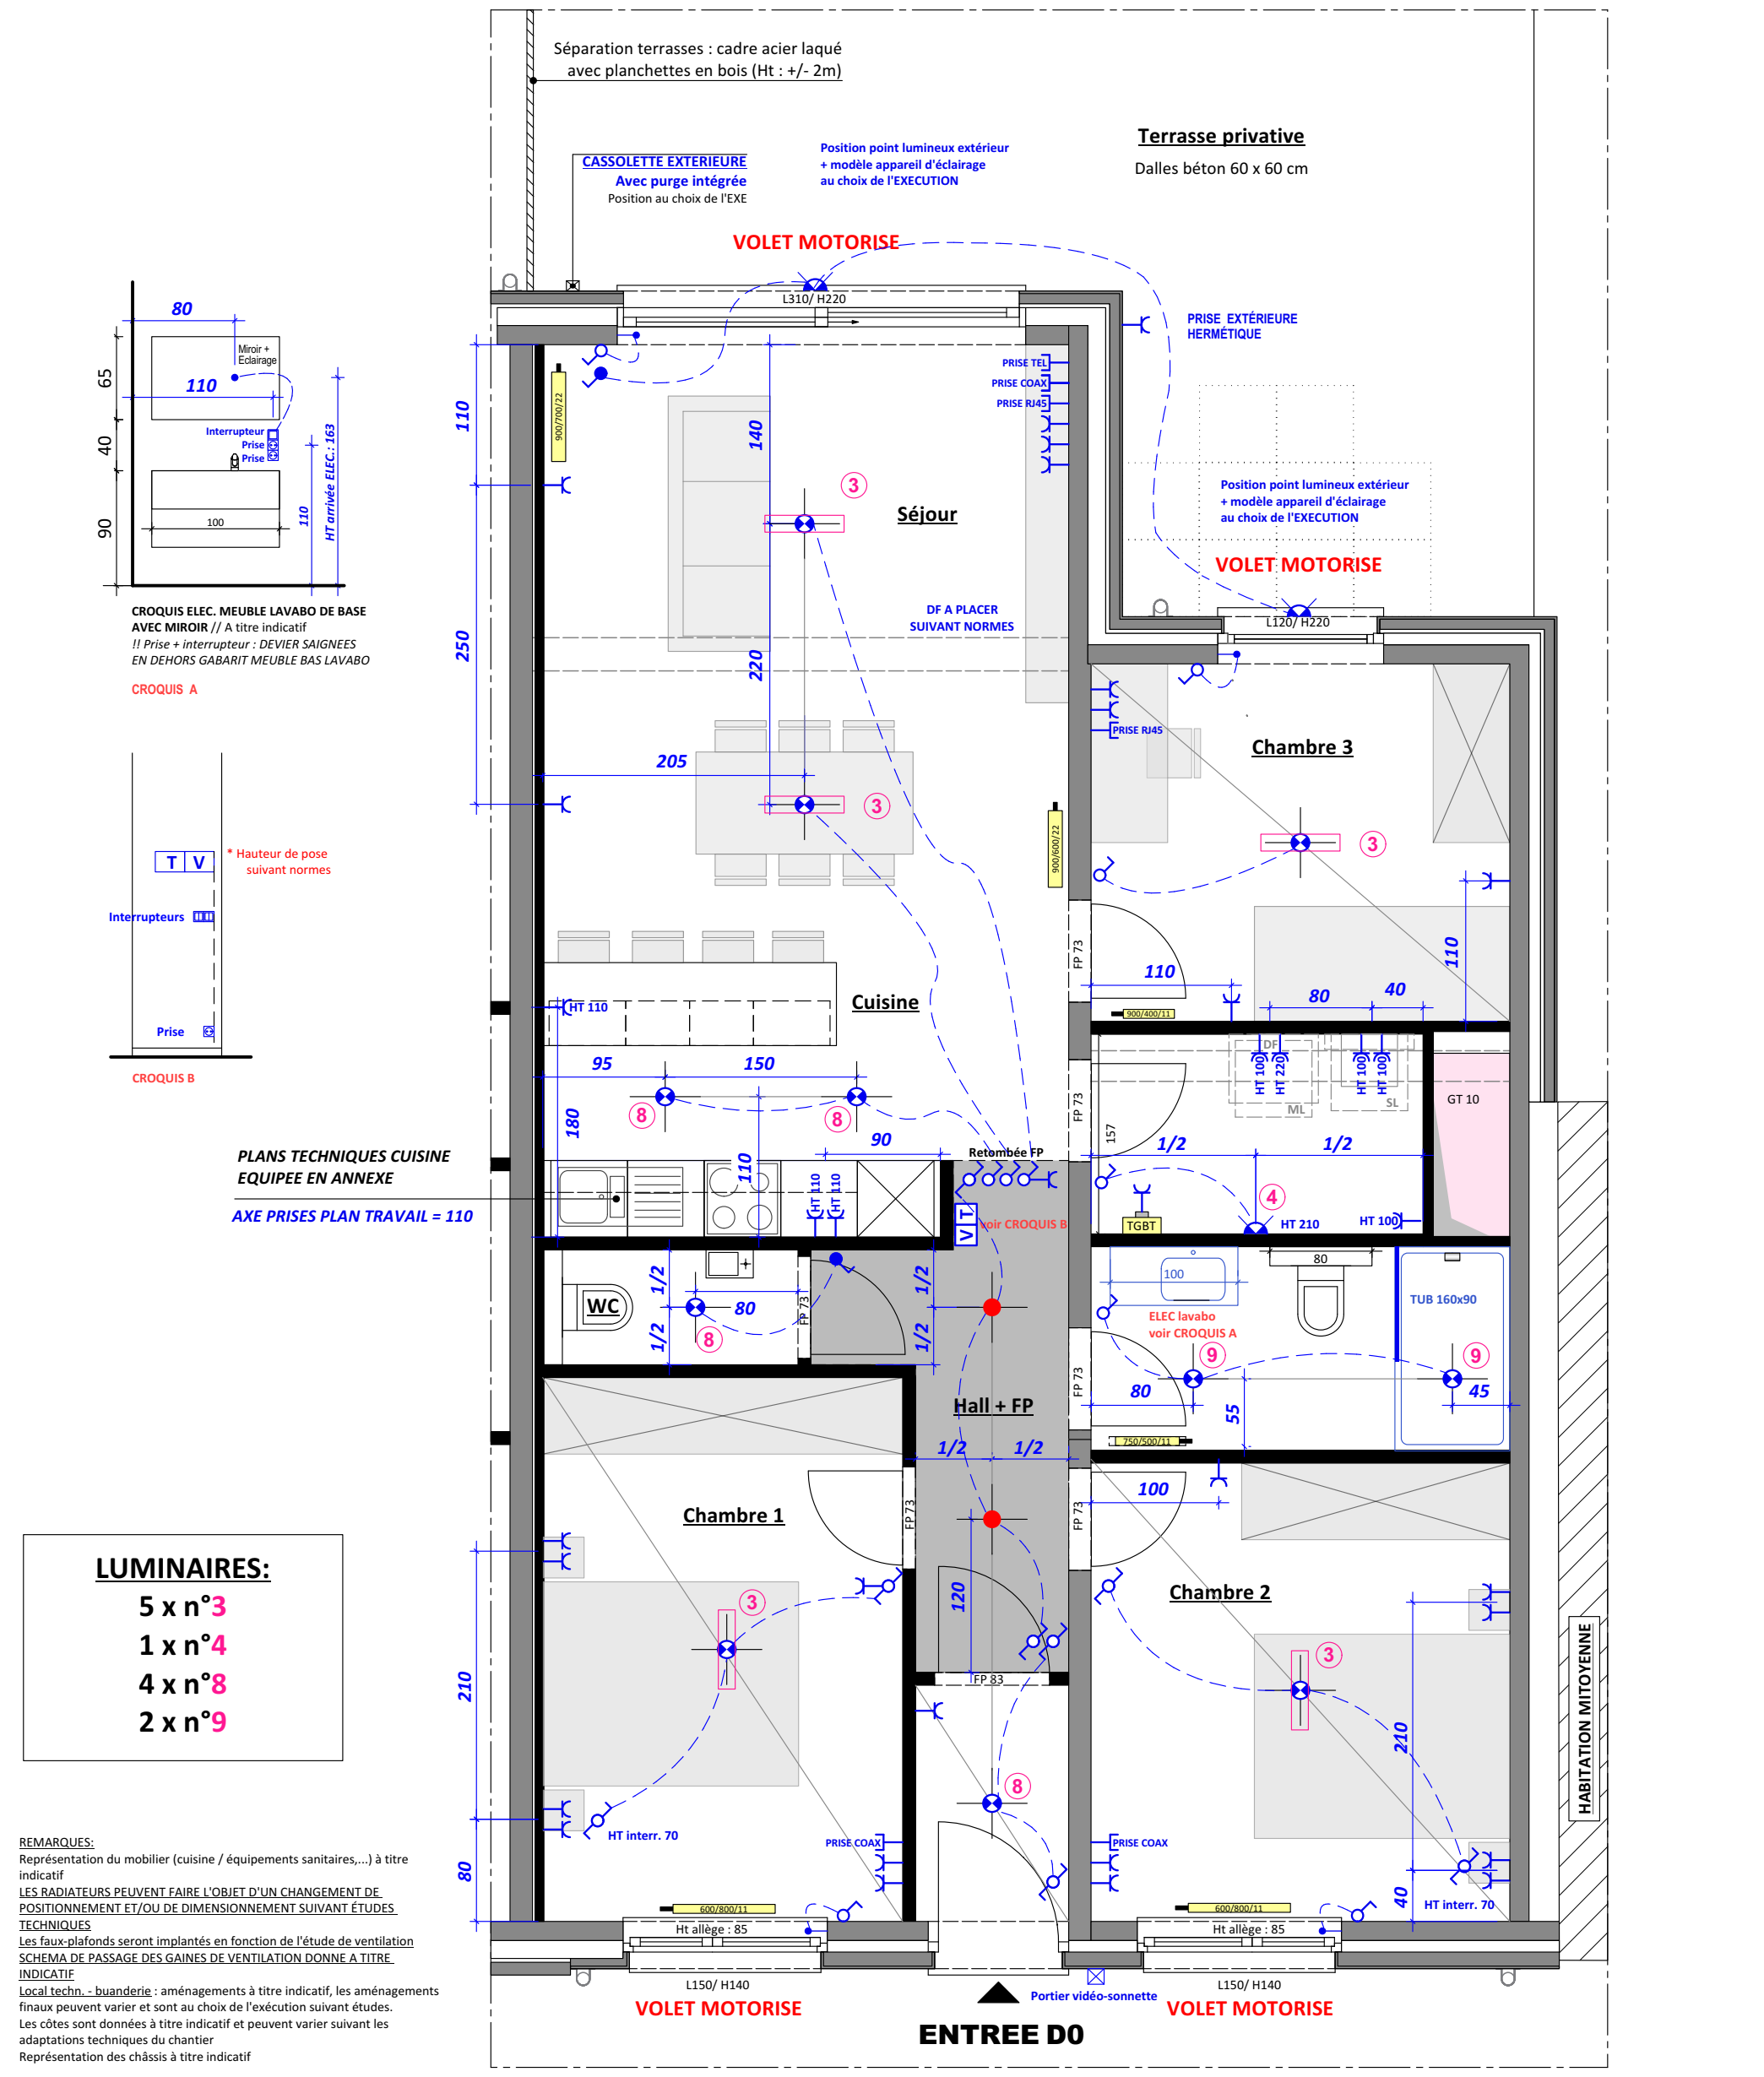 Séparation terrasses : cadre acier laqué
avec planchettes en bois (Ht : +/- 2m)
Terrasse privative
Dalles béton 60 x 60 cm
CASSOLETTE EXTERIEURE
Avec purge intégrée
Position au choix de l'EXE
Position point lumineux extérieur
+ modèle appareil d'éclairage
au choix de l'EXECUTION
VOLET MOTORISE
L310/ H220
PRISE EXTÉRIEURE
HERMÉTIQUE
80
Miroir +
Eclairage
110
65
40
90
Interrupteur
Prise
Prise
100
110
HT arrivée ELEC.: 163
CROQUIS ELEC. MEUBLE LAVABO DE BASE
AVEC MIROIR // A titre indicatif
!! Prise + interrupteur : DEVIER SAIGNEES
EN DEHORS GABARIT MEUBLE BAS LAVABO
CROQUIS A
T V
* Hauteur de pose
suivant normes
Interrupteurs
Prise
CROQUIS B
110
900/700/22
140
PRISE TEL
PRISE COAX
PRISE RJ45
3
Séjour
Position point lumineux extérieur
+ modèle appareil d'éclairage
au choix de l'EXECUTION
VOLET MOTORISE
L120/ H220
DF A PLACER
SUIVANT NORMES
250
220
PRISE RJ45
Chambre 3
205
3
900/600/22
3
FP 73
110
110
80
40
900/400/11
Cuisine
HT 110
95
150
8
8
180
110
90
HT 110
HT 110
FP 73
157
DF
HT 100
HT 220
HT 100
HT 100
ML
SL
GT 10
1/2
1/2
Retombée FP
V T
voir CROQUIS B
TGBT
4
HT 210
HT 100
PLANS TECHNIQUES CUISINE
EQUIPEE EN ANNEXE
AXE PRISES PLAN TRAVAIL = 110
WC
1/2
1/2
80
8
FP 73
1/2
1/2
100
80
TUB 160x90
ELEC lavabo
voir CROQUIS A
9
9
FP 73
80
55
45
750/500/11
Hall + FP
1/2
1/2
Chambre 1
FP 73
FP 73
100
Chambre 2
LUMINAIRES:
5 x n°3
1 x n°4
4 x n°8
2 x n°9
3
120
3
210
210
FP 83
8
HT interr. 70
PRISE COAX
PRISE COAX
80
40
HT interr. 70
HABITATION MITOYENNE
600/800/11
600/800/11
Ht allège : 85
Ht allège : 85
L150/ H140
L150/ H140
VOLET MOTORISE
VOLET MOTORISE
Portier vidéo-sonnette
ENTREE D0
REMARQUES:
Représentation du mobilier (cuisine / équipements sanitaires,...) à titre
indicatif
LES RADIATEURS PEUVENT FAIRE L'OBJET D'UN CHANGEMENT DE
POSITIONNEMENT ET/OU DE DIMENSIONNEMENT SUIVANT ÉTUDES
TECHNIQUES
Les faux-plafonds seront implantés en fonction de l'étude de ventilation
SCHEMA DE PASSAGE DES GAINES DE VENTILATION DONNE A TITRE
INDICATIF
Local techn. - buanderie : aménagements à titre indicatif, les aménagements
finaux peuvent varier et sont au choix de l'exécution suivant études.
Les côtes sont données à titre indicatif et peuvent varier suivant les
adaptations techniques du chantier
Représentation des châssis à titre indicatif